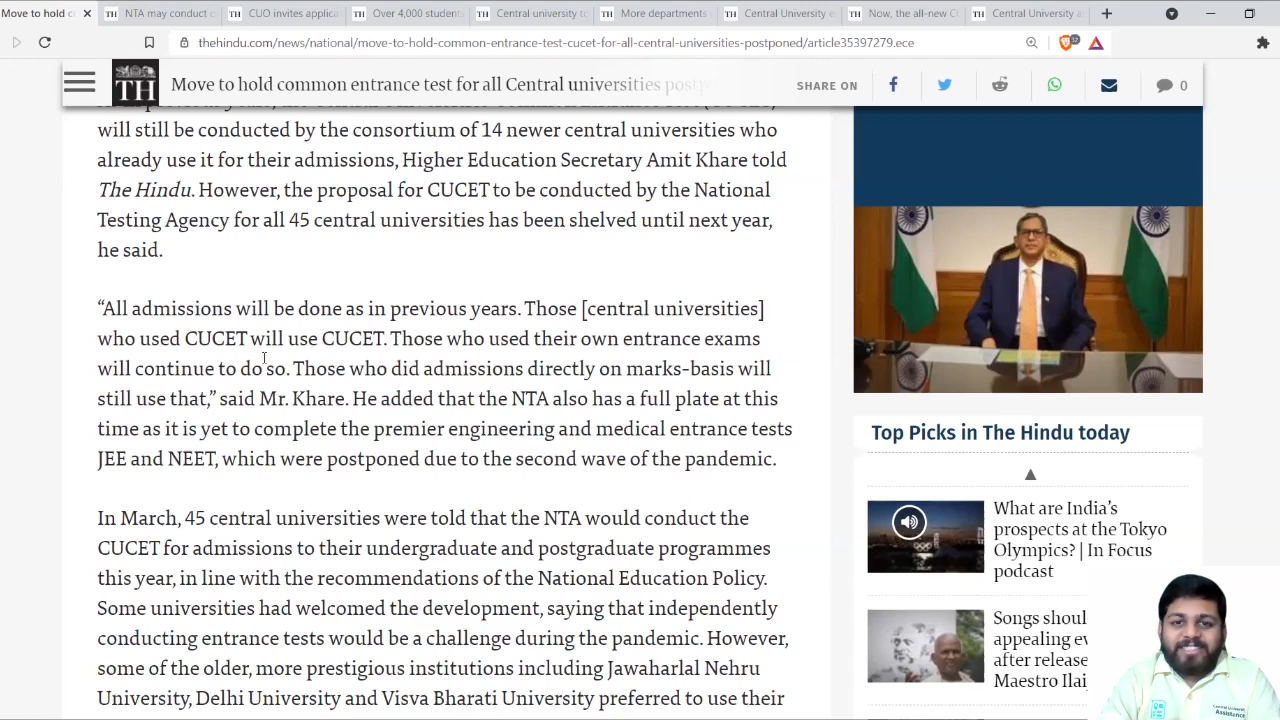 Move to hold c
NTA may conduct c
CUO invites applica
Over 4,000 students
Central university to
More departments
Central University e
Now, the all-new C
Central University a
thehindu.com/news/national/move-to-hold-common-entrance-test-cucet-for-all-central-universities-postponed/article35397279.ece
TH
Move to hold common entrance test for all Central universities postp
SHARE ON
0
will still be conducted by the consortium of 14 newer central universities who
already use it for their admissions, Higher Education Secretary Amit Khare told
The Hindu. However, the proposal for CUCET to be conducted by the National
Testing Agency for all 45 central universities has been shelved until next year,
he said.
“All admissions will be done as in previous years. Those [central universities]
who used CUCET will use CUCET. Those who used their own entrance exams
will continue to do so. Those who did admissions directly on marks-basis will
still use that,” said Mr. Khare. He added that the NTA also has a full plate at this
time as it is yet to complete the premier engineering and medical entrance tests
JEE and NEET, which were postponed due to the second wave of the pandemic.
In March, 45 central universities were told that the NTA would conduct the
CUCET for admissions to their undergraduate and postgraduate programmes
this year, in line with the recommendations of the National Education Policy.
Some universities had welcomed the development, saying that independently
conducting entrance tests would be a challenge during the pandemic. However,
some of the older, more prestigious institutions including Jawaharlal Nehru
University, Delhi University and Visva Bharati University preferred to use their
Top Picks in The Hindu today
What are India’s
prospects at the Tokyo
Olympics? | In Focus
podcast
Songs shoul
appealing ev
after release
Maestro Ilai
Central University
Assistance